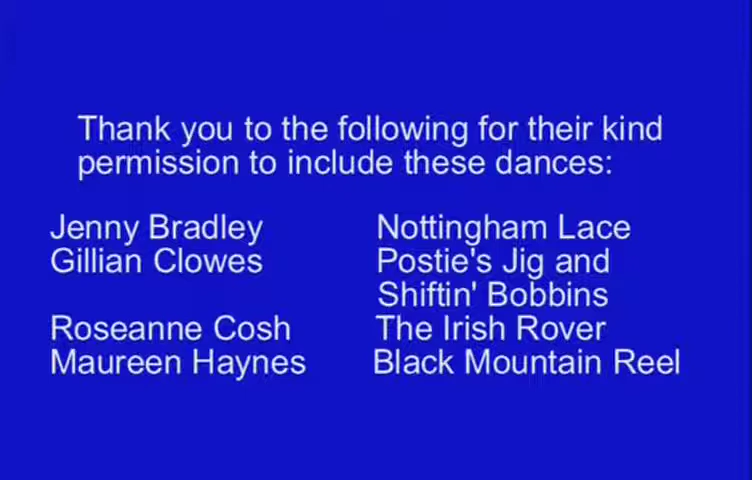 Thank you to the following for their kind
permission to include these dances:
Jenny Bradley Nottingham Lace
Gillian Clowes Postie's Jig and
Shiftin' Bobbins
Roseanne Cosh The Irish Rover
Maureen Haynes Black Mountain Reel